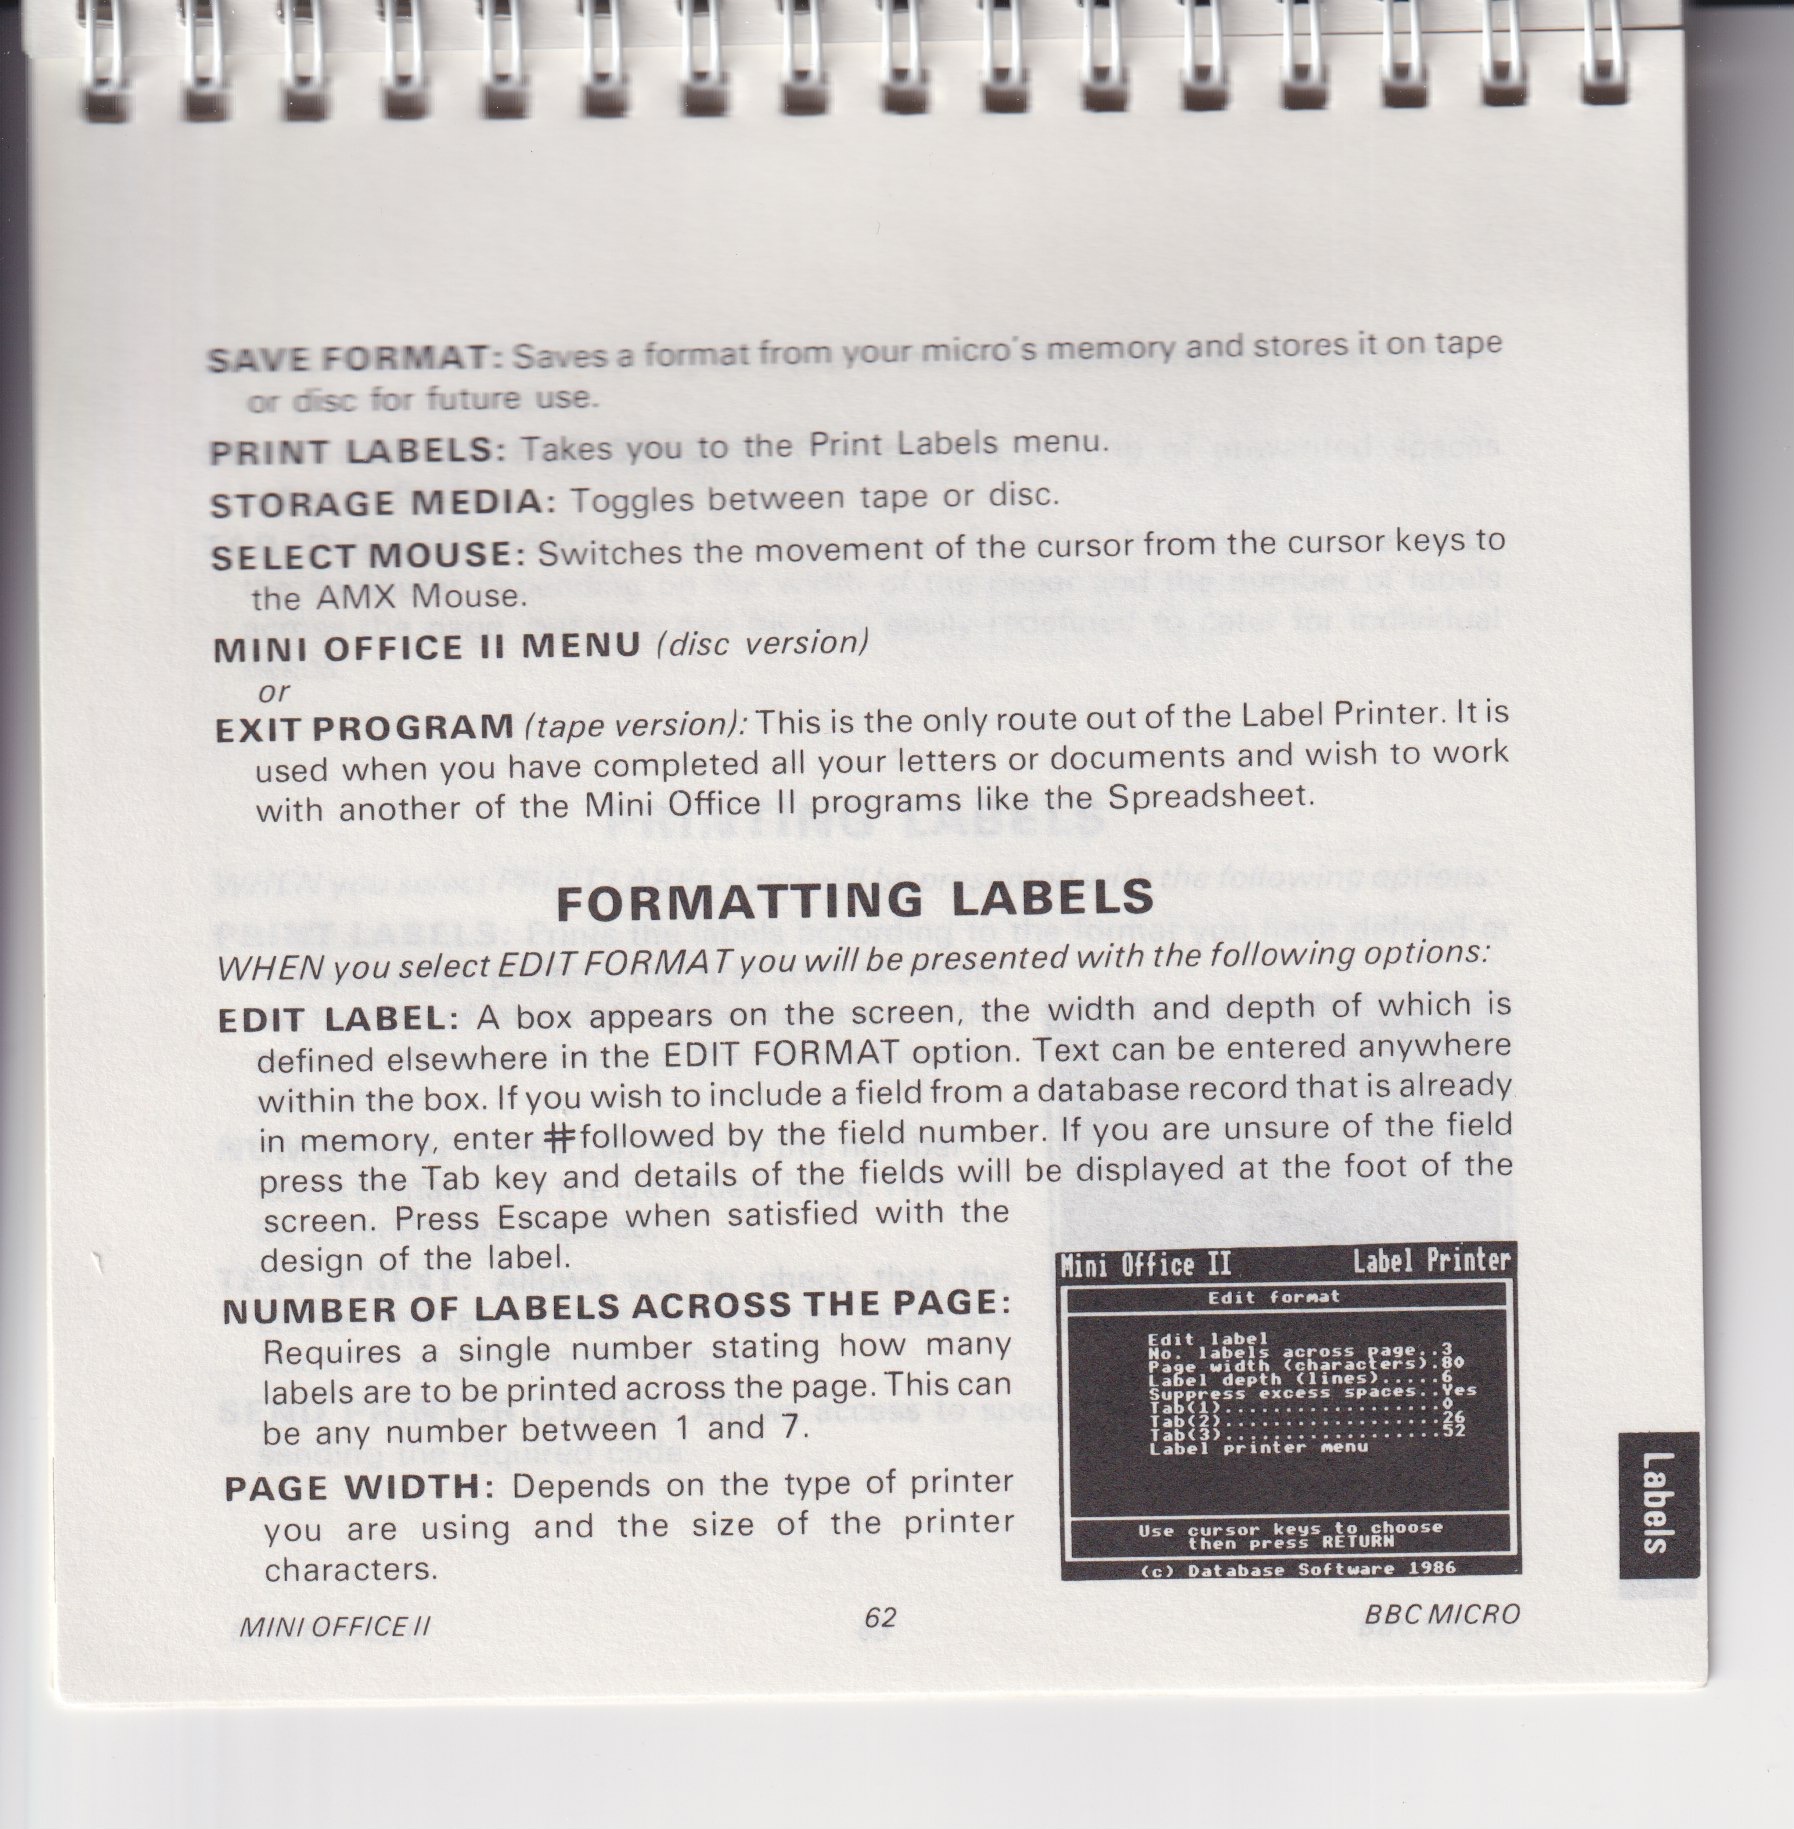 SAVE FORMAT: Saves a format from your micro's memory and stores it on tape
or disc for future use.
PRINT LABELS: Takes you to the Print Labels menu.
STORAGE MEDIA: Toggles between tape or disc.
SELECT MOUSE: Switches the movement of the cursor from the cursor keys to
the AMX Mouse.
MINI OFFICE II MENU (disc version)
or
EXIT PROGRAM (tape version): This is the only route out of the Label Printer. It is
used when you have completed all your letters or documents and wish to work
with another of the Mini Office II programs like the Spreadsheet.
FORMATTING LABELS
WHEN you select EDIT FORMAT you will be presented with the following options:
EDIT LABEL: A box appears on the screen, the width and depth of which is
defined elsewhere in the EDIT FORMAT option. Text can be entered anywhere
within the box. If you wish to include a field from a database record that is already
in memory, enter #followed by the field number. If you are unsure of the field
press the Tab key and details of the fields will be displayed at the foot of the
screen. Press Escape when satisfied with the
design of the label.
NUMBER OF LABELS ACROSS THE PAGE:
Requires a single number stating how many
labels are to be printed across the page. This can
be any number between 1 and 7.
PAGE WIDTH: Depends on the type of printer
you are using and the size of the printer
characters.
Mini Office II Label Printer
Edit format
Edit label
No. labels across page..3
Page width (characters).80
Label depth (lines).....6
Suppress excess spaces..Yes
Tab(1)..................0
Tab(2)..................26
Tab(3)..................52
Label printer menu
Use cursor keys to choose
then press RETURN
(c) Database Software 1986
Labels
MINI OFFICE II 62 BBC MICRO